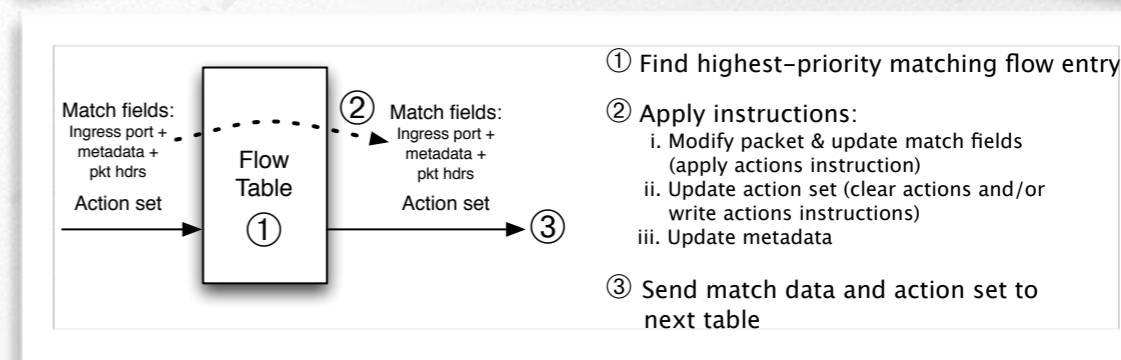 Match fields:
Ingress port +
metadata +
pkt hdrs
Action set
Flow
Table
①
②
Match fields:
Ingress port +
metadata +
pkt hdrs
Action set
③
① Find highest-priority matching flow entry
② Apply instructions:
i. Modify packet & update match fields
(apply actions instruction)
ii. Update action set (clear actions and/or
write actions instructions)
iii. Update metadata
③ Send match data and action set to
next table